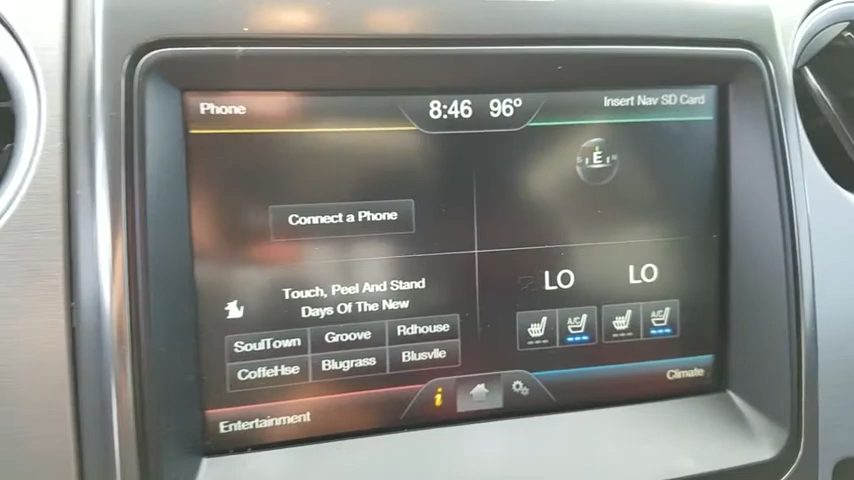 Phone
8:46 96°
Insert Nav SD Card
E
Connect a Phone
Touch, Peel And Stand
Days Of The New
LO LO
SoulTown Groove Rdhouse
CoffeHse Blugrass Blusvlle
A/C A/C
Entertainment
i
Climate